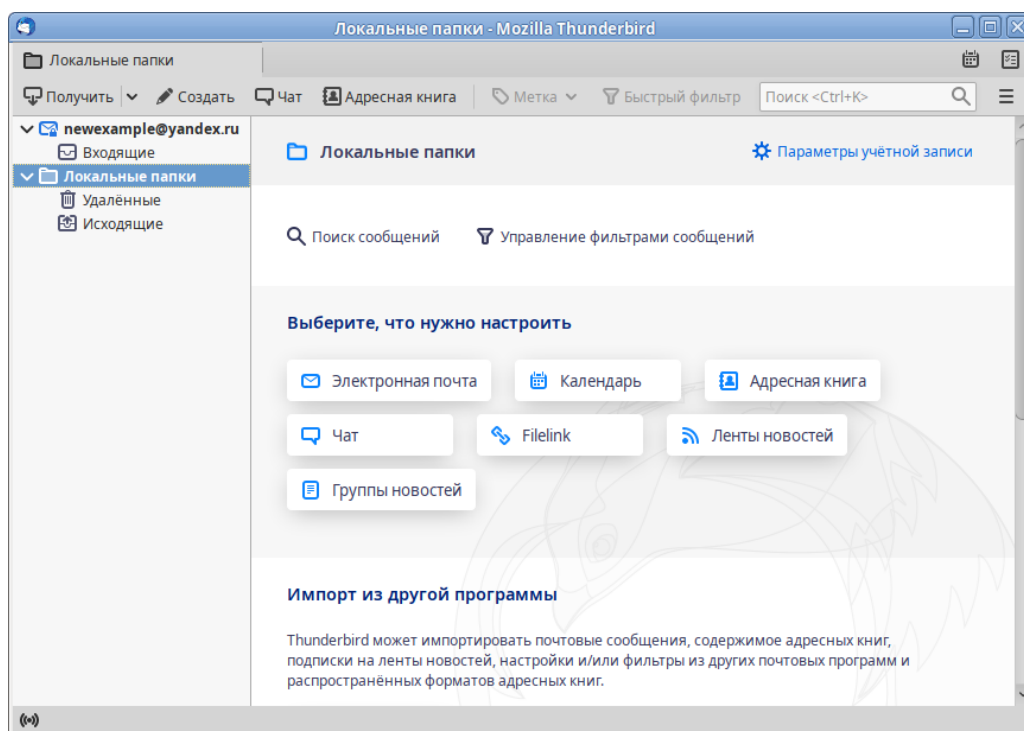 Локальные папки - Mozilla Thunderbird
Локальные папки
Получить Создать Чат Адресная книга Метка Быстрый фильтр Поиск <Ctrl+K>
newexample@yandex.ru
Входящие
Локальные папки
Удалённые
Исходящие
Локальные папки Параметры учётной записи
Поиск сообщений Управление фильтрами сообщений
Выберите, что нужно настроить
Электронная почта Календарь Адресная книга
Чат Filelink Ленты новостей
Группы новостей
Импорт из другой программы
Thunderbird может импортировать почтовые сообщения, содержимое адресных книг,
подписки на ленты новостей, настройки и/или фильтры из других почтовых программ и
распространённых форматов адресных книг.